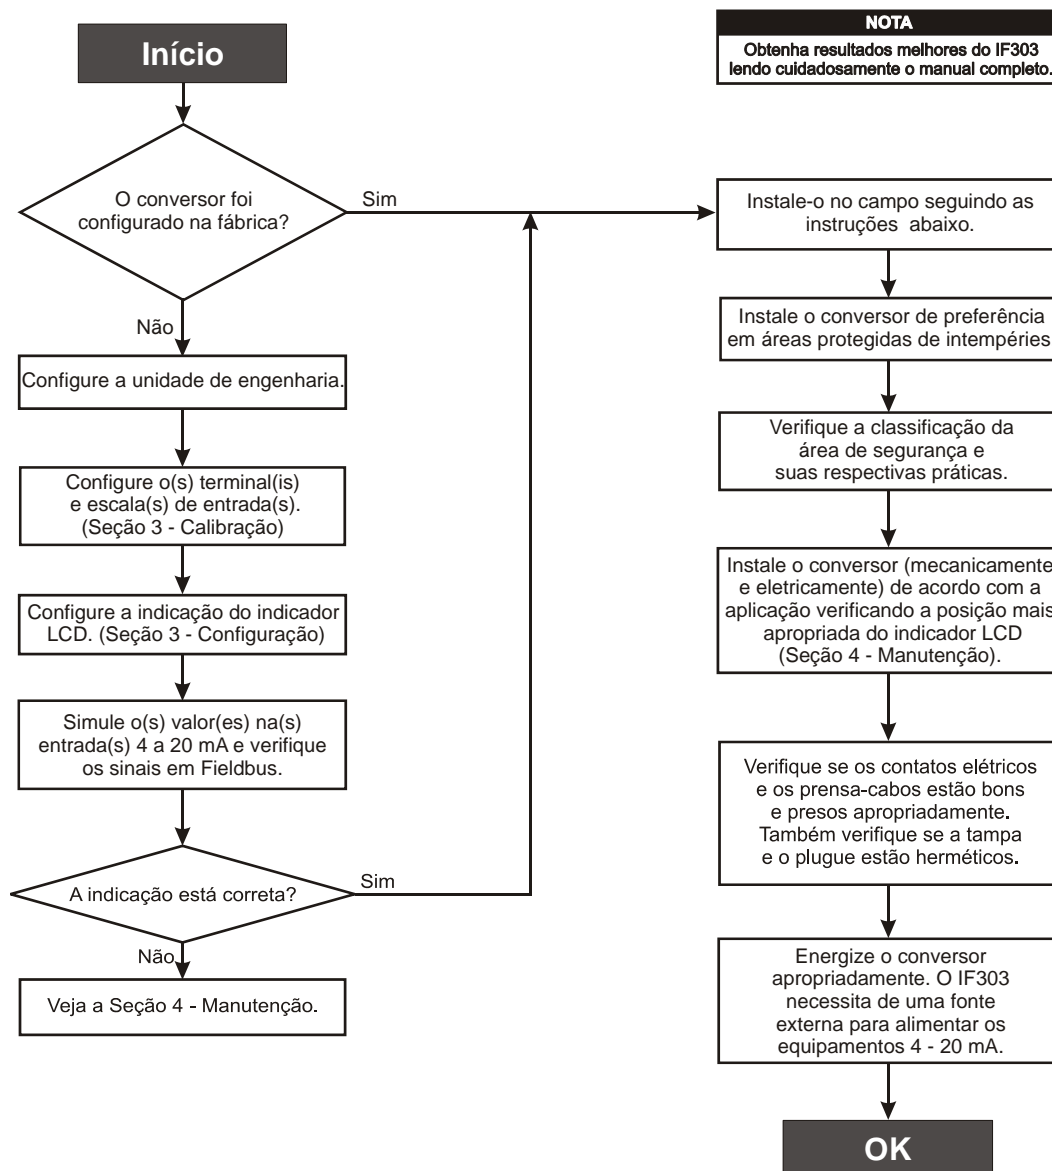 Início
O conversor foi
configurado na fábrica?
Sim
Não
Configure a unidade de engenharia.
Configure o(s) terminal(is)
e escala(s) de entrada(s).
(Seção 3 - Calibração)
Configure a indicação do indicador
LCD. (Seção 3 - Configuração)
Simule o(s) valor(es) na(s)
entrada(s) 4 a 20 mA e verifique
os sinais em Fieldbus.
A indicação está correta?
Sim
Não
Veja a Seção 4 - Manutenção.
NOTA
Obtenha resultados melhores do IF303
lendo cuidadosamente o manual completo.
Instale-o no campo seguindo as
instruções abaixo.
Instale o conversor de preferência
em áreas protegidas de intempéries
Verifique a classificação da
área de segurança e
suas respectivas práticas.
Instale o conversor (mecanicamente
e eletricamente) de acordo com a
aplicação verificando a posição mais
apropriada do indicador LCD
(Seção 4 - Manutenção).
Verifique se os contatos elétricos
e os prensa-cabos estão bons
e presos apropriadamente.
Também verifique se a tampa
e o plugue estão herméticos.
Energize o conversor
apropriadamente. O IF303
necessita de uma fonte
externa para alimentar os
equipamentos 4 - 20 mA.
OK